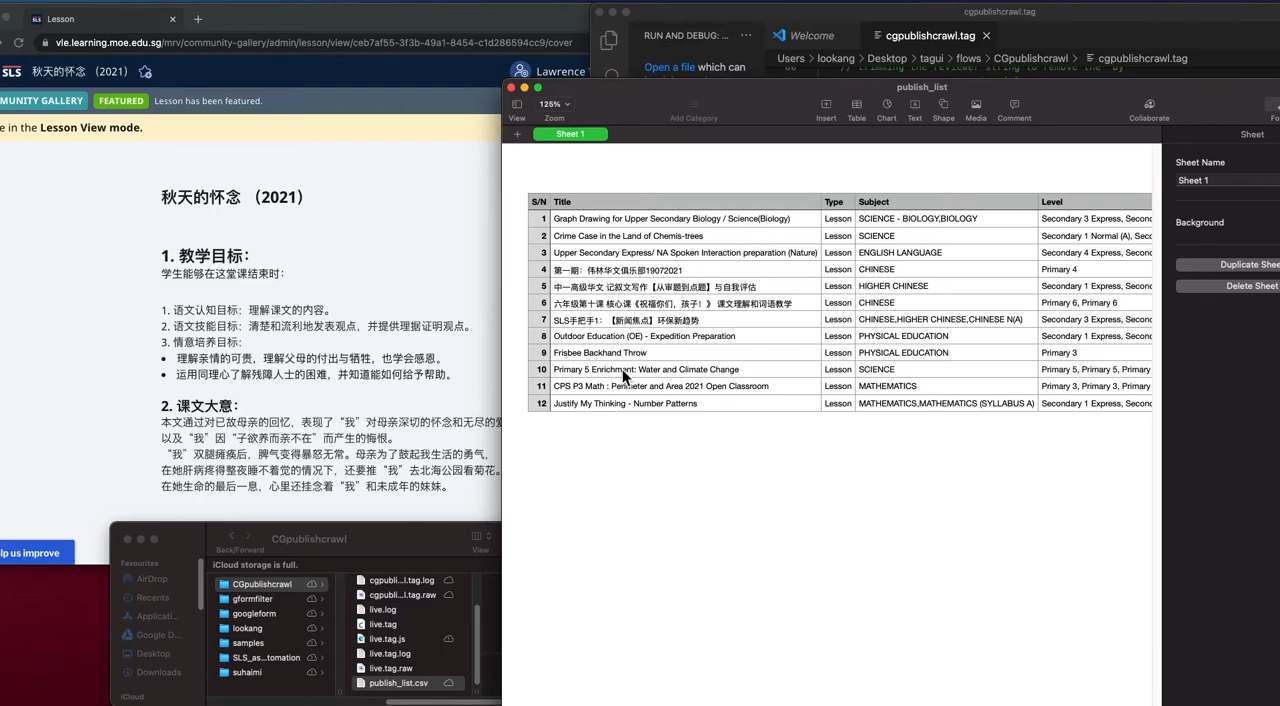 SLS Lesson
cgpublishcrawl.tag
vle.learning.moe.edu.sg/mrv/community-gallery/admin/lesson/view/ceb7af55-3f3b-49a1-8454-c1d286594cc9/cover
RUN AND DEBUG: ...
Welcome
cgpublishcrawl.tag
Open a file which can
Users > lookang > Desktop > tagui > flows > CGpublishcrawl > cgpublishcrawl.tag
SLS 秋天的怀念 （2021）
Lawrence
MUNITY GALLERY FEATURED Lesson has been featured.
e in the Lesson View mode.
秋天的怀念 （2021）
1. 教学目标：
学生能够在这堂课结束时：
1. 语文认知目标：理解课文的内容。
2. 语文技能目标：清楚和流利地发表观点，并提供理据证明观点。
3. 情意培养目标：
• 理解亲情的可贵，理解父母的付出与牺牲，也学会感恩。
• 运用同理心了解残障人士的困难，并知道能如何给予帮助。
2. 课文大意：
本文通过对已故母亲的回忆，表现了“我”对母亲深切的怀念和无尽的爱
以及“我”因“子欲养而亲不在”而产生的悔恨。
“我”双腿瘫痪后，脾气变得暴怒无常。母亲为了鼓起我生活的勇气，
在她肝病疼得整夜睡不着觉的情况下，还要推“我”去北海公园看菊花。
在她生命的最后一息，心里还挂念着“我”和未成年的妹妹。
lp us improve
publish_list
125%
View Zoom Add Category Insert Table Chart Text Shape Media Comment Collaborate Fo
Sheet 1
Sheet
Sheet Name
Sheet 1
Background
Duplicate Shee
Delete Sheet
S/N Title Type Subject Level
1 Graph Drawing for Upper Secondary Biology / Science(Biology) Lesson SCIENCE - BIOLOGY,BIOLOGY Secondary 3 Express, Secon
2 Crime Case in the Land of Chemis-trees Lesson SCIENCE Secondary 1 Normal (A), Sec
3 Upper Secondary Express/ NA Spoken Interaction preparation (Nature) Lesson ENGLISH LANGUAGE Secondary 4 Express, Secon
4 第一期：伟林华文俱乐部19072021 Lesson CHINESE Primary 4
5 中一高级华文 记叙文写作【从审题到点题】与自我评估 Lesson HIGHER CHINESE Secondary 1 Express, Secon
6 六年级第十课 核心课《祝福你们，孩子！》 课文理解和词语教学 Lesson CHINESE Primary 6, Primary 6
7 SLS手把手1：【新闻焦点】环保新趋势 Lesson CHINESE,HIGHER CHINESE,CHINESE N(A) Secondary 3 Express, Secon
8 Outdoor Education (OE) - Expedition Preparation Lesson PHYSICAL EDUCATION Secondary 1 Express, Secon
9 Frisbee Backhand Throw Lesson PHYSICAL EDUCATION Primary 3
10 Primary 5 Enrichment: Water and Climate Change Lesson SCIENCE Primary 5, Primary 5, Primary
11 CPS P3 Math : Perimeter and Area 2021 Open Classroom Lesson MATHEMATICS Primary 3, Primary 3, Primary
12 Justify My Thinking - Number Patterns Lesson MATHEMATICS,MATHEMATICS (SYLLABUS A) Secondary 1 Express, Secon
CGpublishcrawl
Back/Forward View
iCloud storage is full.
Favourites
AirDrop
Recents
Applicati...
Google D...
Desktop
Downloads
iCloud
CGpublishcrawl
gformfilter
googleform
lookang
samples
SLS_as...tomation
suhaimi
cgpubli...l.tag.log
cgpubli...l.tag.raw
live.log
live.tag
live.tag.js
live.tag.log
live.tag.raw
publish_list.csv